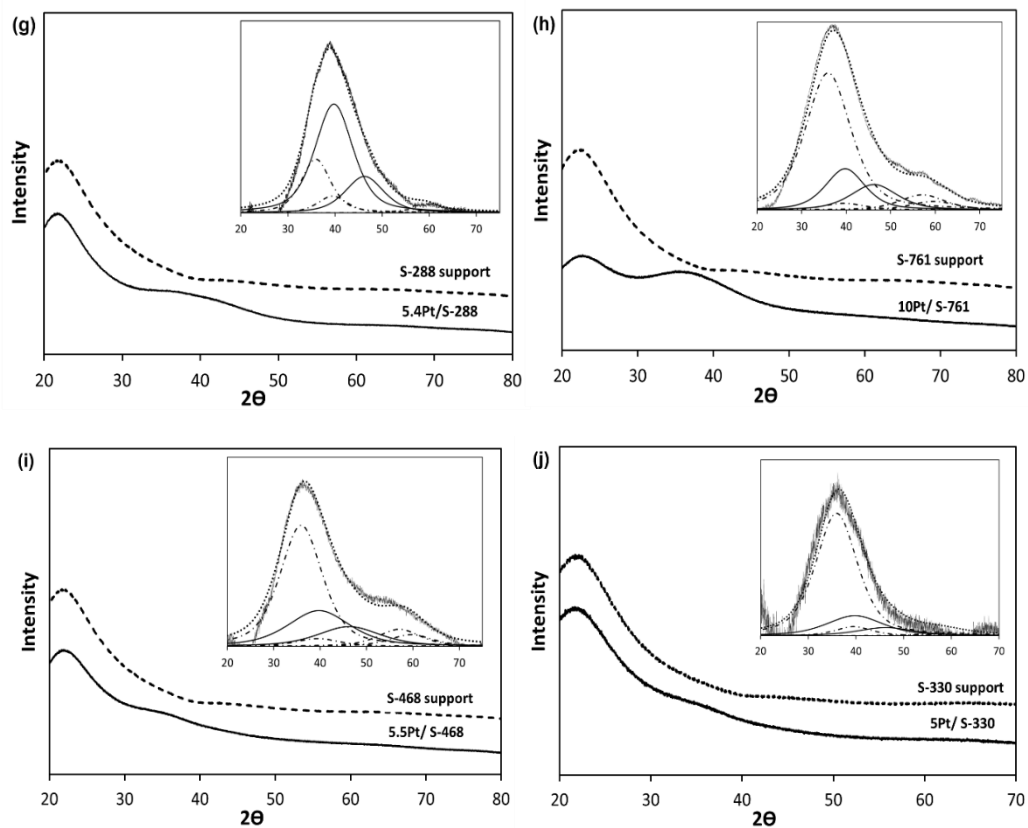 (g)
Intensity
20 30 40 50 60 70
S-288 support
5.4Pt/S-288
20 30 40 50 60 70 80
2Θ
(h)
Intensity
20 30 40 50 60 70
S-761 support
10Pt/ S-761
20 30 40 50 60 70 80
2Θ
(i)
Intensity
20 30 40 50 60 70
S-468 support
5.5Pt/ S-468
20 30 40 50 60 70 80
2Θ
(j)
Intensity
20 30 40 50 60 70
S-330 support
5Pt/ S-330
20 30 40 50 60 70
2Θ